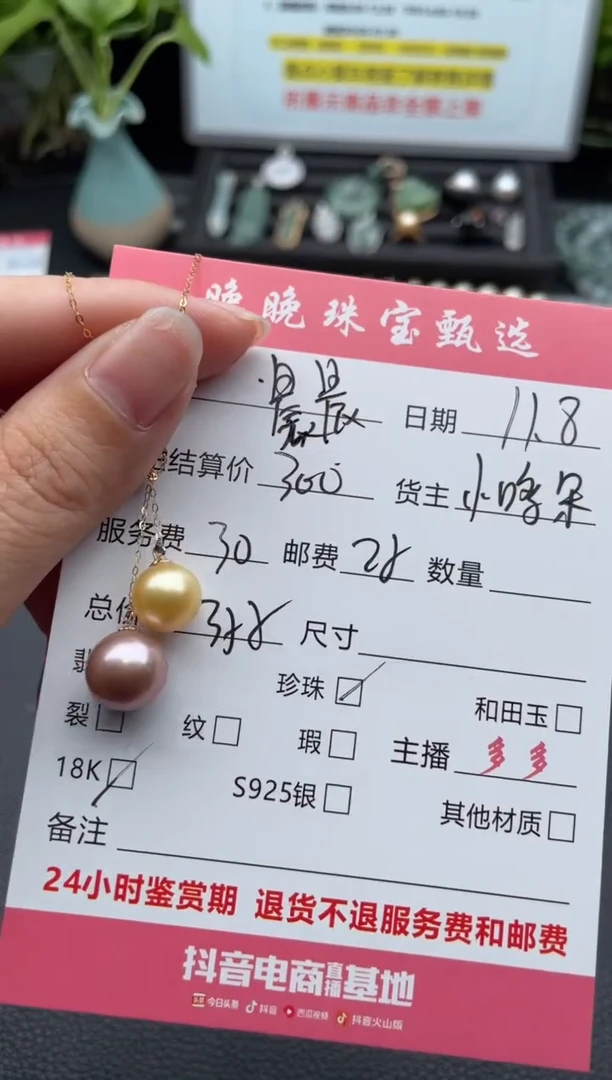 晚晚珠宝甄选
晨晨 日期 11.8
结算价 300 货主 小哆朵
服务费 30 邮费 28 数量
总价 358 尺寸
翡 珍珠 和田玉
裂 纹 瑕 主播 多多
18K S925银 其他材质
备注
24小时鉴赏期 退货不退服务费和邮费
抖音电商直播基地
今日头条 抖音 西瓜视频 抖音火山版